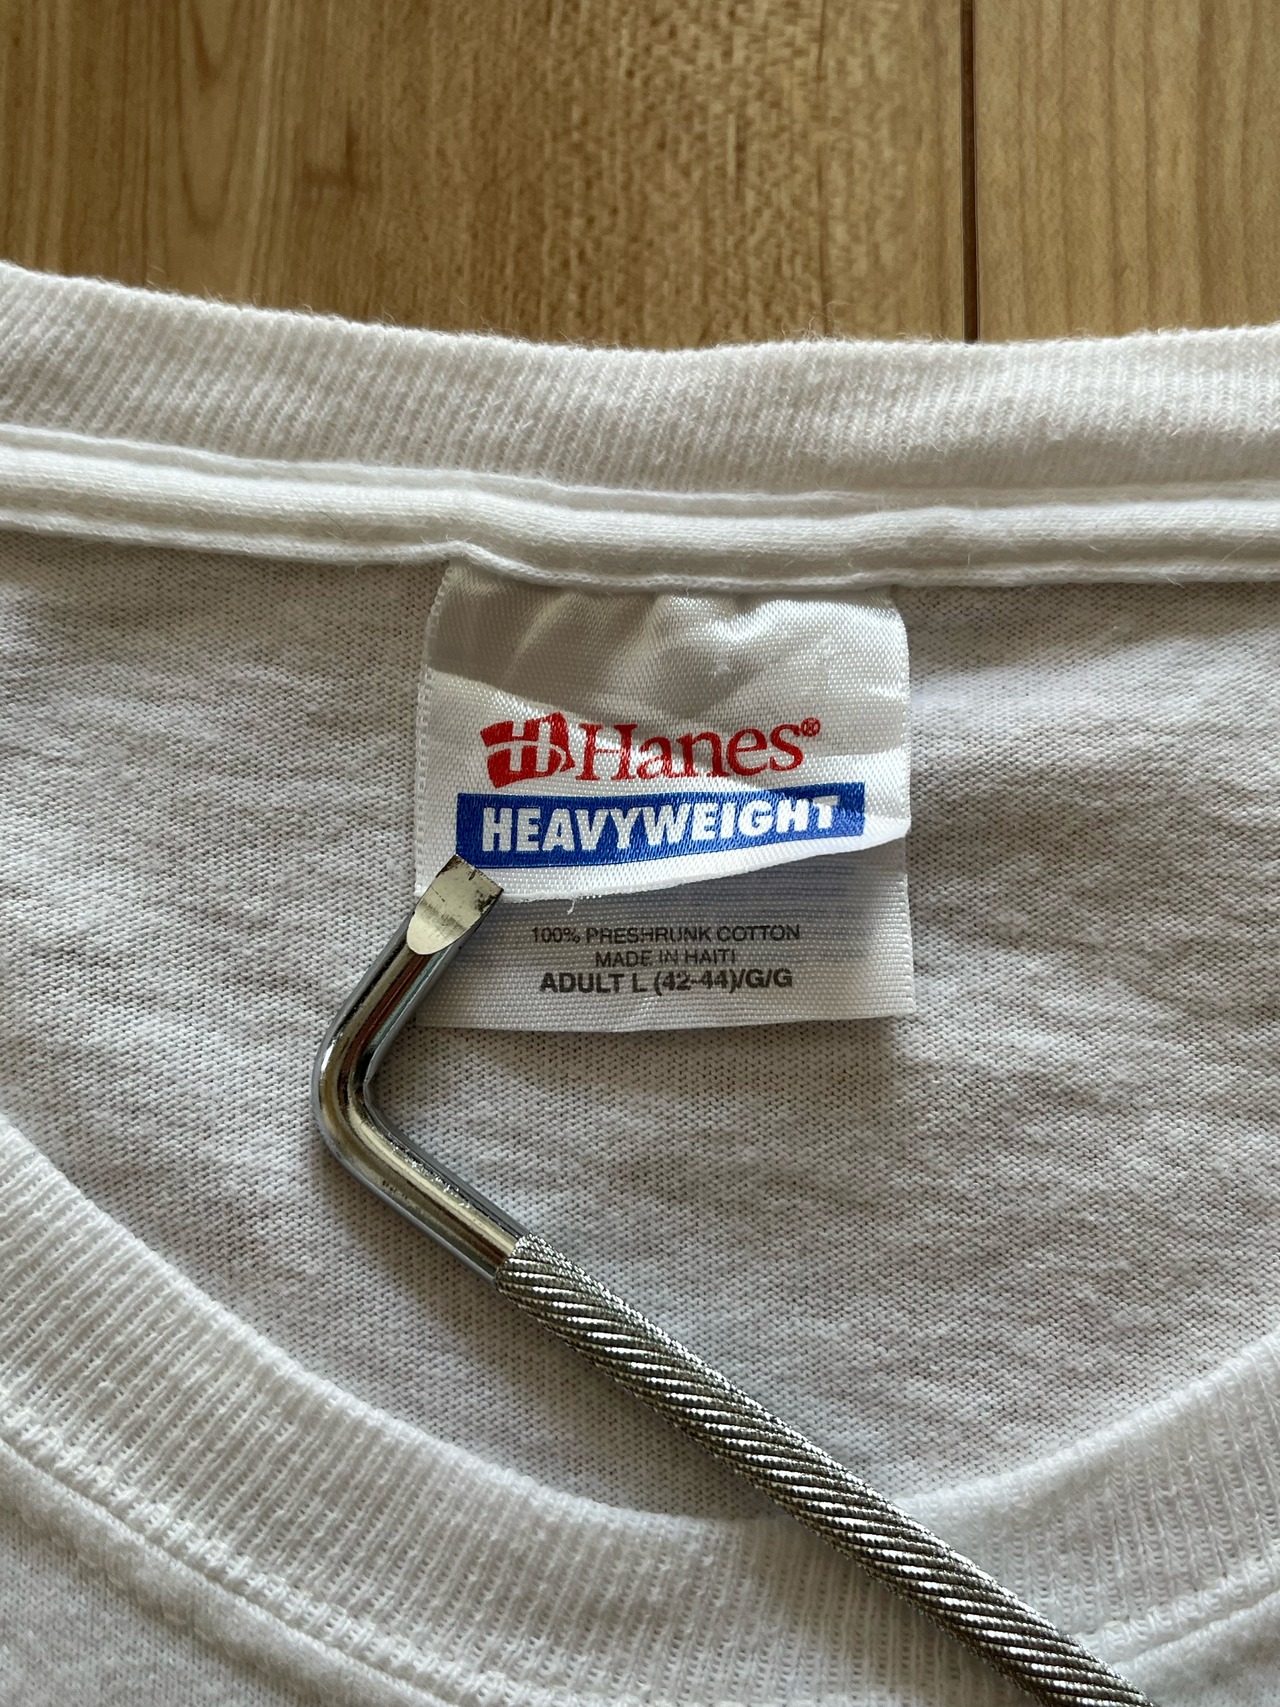 Hanes®
HEAVYWEIGHT
100% PRESHRUNK COTTON
MADE IN HAITI
ADULT L (42-44)/G/G